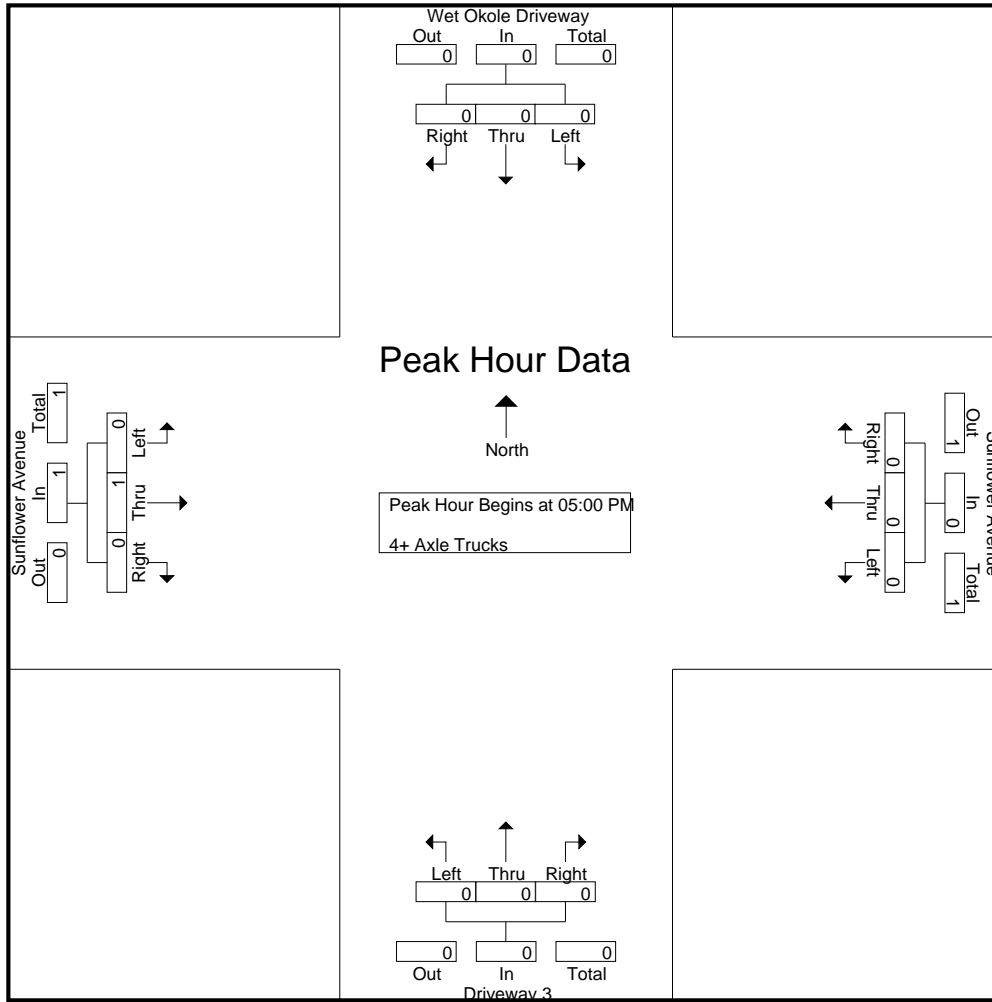 Wet Okole Driveway
Out In Total
0 0 0
0 0 0
Right Thru Left
Peak Hour Data
North
Peak Hour Begins at 05:00 PM
4+ Axle Trucks
Sunflower Avenue
Out In Total
0 1 1
Right Thru Left
0 1 0
Sunflower Avenue
Out In Total
1 0 1
Right Thru Left
0 0 0
Left Thru Right
0 0 0
0 0 0
Out In Total
Driveway 3